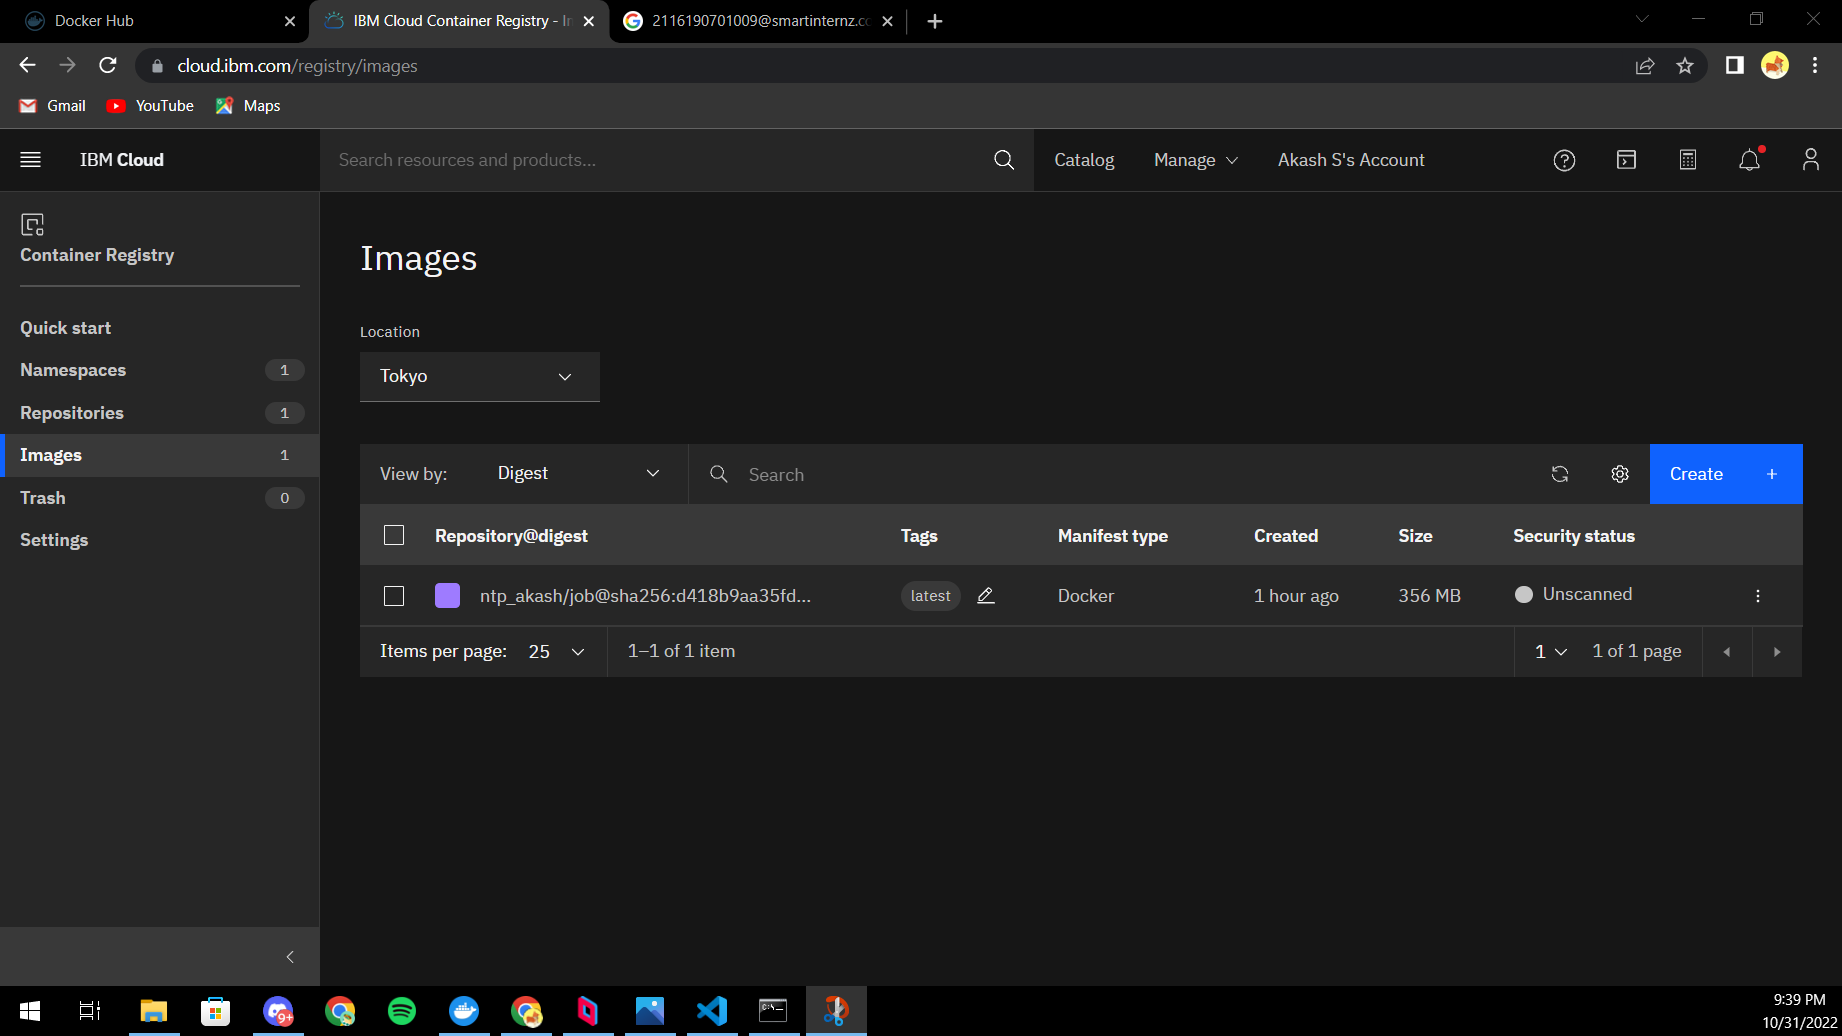 Docker Hub
IBM Cloud Container Registry - In
2116190701009@smartinternz.co
cloud.ibm.com/registry/images
Gmail
YouTube
Maps
IBM Cloud
Search resources and products...
Catalog
Manage
Akash S's Account
Container Registry
Quick start
Namespaces 1
Repositories 1
Images 1
Trash 0
Settings
Images
Location
Tokyo
View by: Digest
Search
Create +
Repository@digest Tags Manifest type Created Size Security status
ntp_akash/job@sha256:d418b9aa35fd... latest Docker 1 hour ago 356 MB Unscanned
Items per page: 25 1–1 of 1 item 1 1 of 1 page
9+
C:\
9:39 PM
10/31/2022